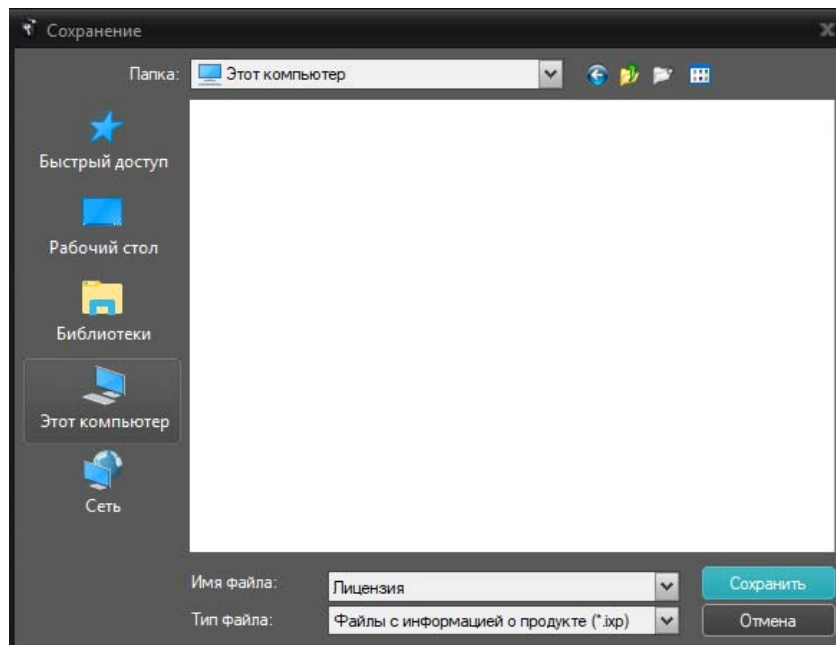 Сохранение
Папка: Этот компьютер
Быстрый доступ
Рабочий стол
Библиотеки
Этот компьютер
Сеть
Имя файла: Лицензия Сохранить
Тип файла: Файлы с информацией о продукте (*.ixp) Отмена